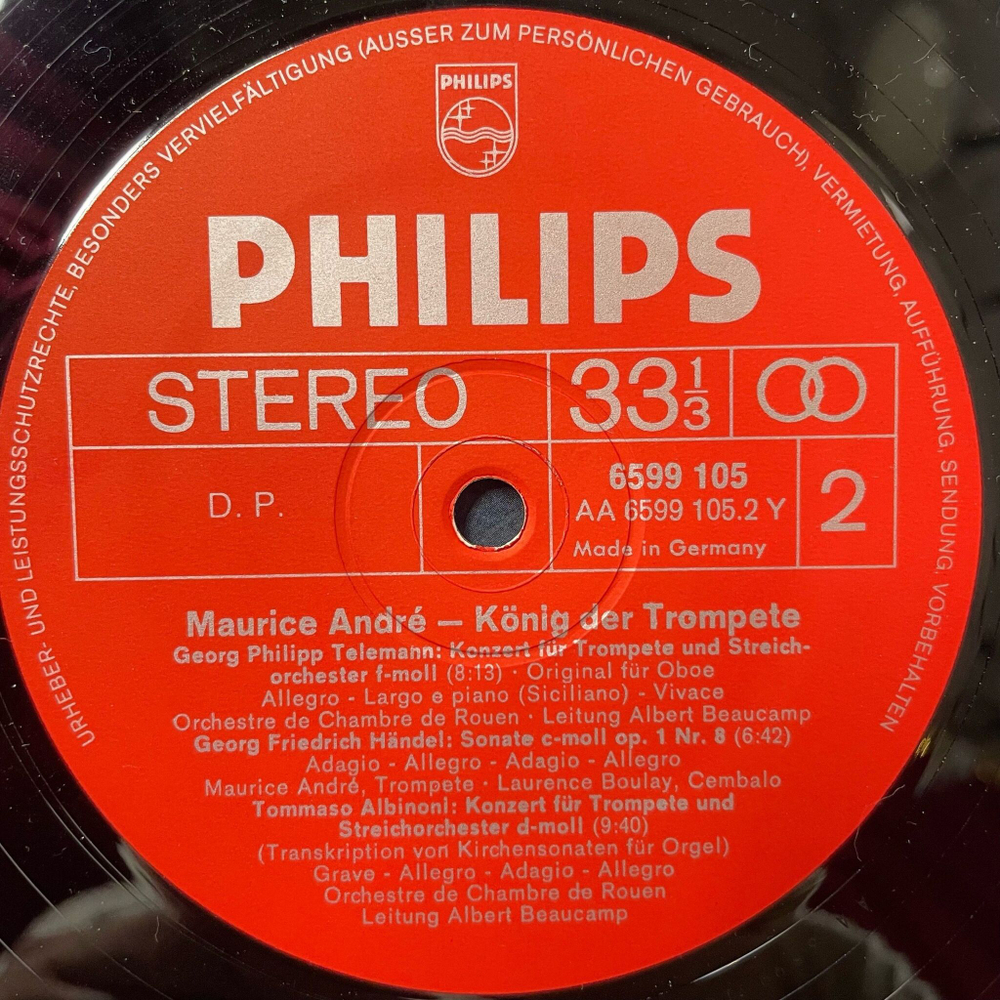 URHEBER- UND LEISTUNGSSCHUTZRECHTE, BESONDERS VERVIELFÄLTIGUNG (AUSSER ZUM PERSÖNLICHEN GEBRAUCH), VERMIETUNG, AUFFÜHRUNG, SENDUNG VORBEHALTEN
PHILIPS
PHILIPS
STEREO
33 1/3
D. P.
6599 105
AA 6599 105.2 Y
Made in Germany
2
Maurice André — König der Trompete
Georg Philipp Telemann: Konzert für Trompete und Streich-
orchester f-moll (8:13) · Original für Oboe
Allegro - Largo e piano (Siciliano) - Vivace
Orchestre de Chambre de Rouen · Leitung Albert Beaucamp
Georg Friedrich Händel: Sonate c-moll op. 1 Nr. 8 (6:42)
Adagio - Allegro - Adagio - Allegro
Maurice André, Trompete · Laurence Boulay, Cembalo
Tommaso Albinoni: Konzert für Trompete und
Streichorchester d-moll (9:40)
(Transkription von Kirchensonaten für Orgel)
Grave - Allegro - Adagio - Allegro
Orchestre de Chambre de Rouen
Leitung Albert Beaucamp